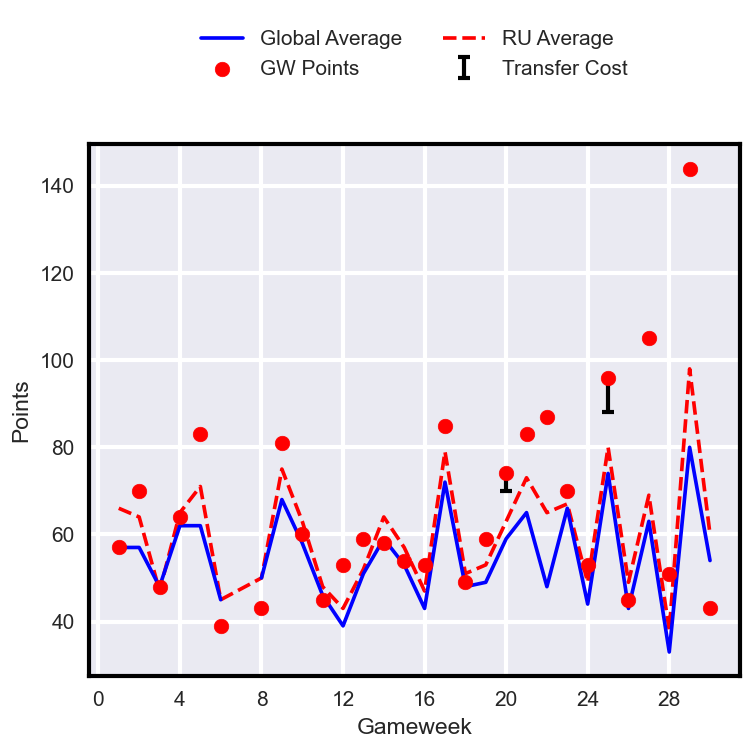 Global Average
RU Average
GW Points
Transfer Cost
140
120
100
80
60
40
Points
0 4 8 12 16 20 24 28
Gameweek